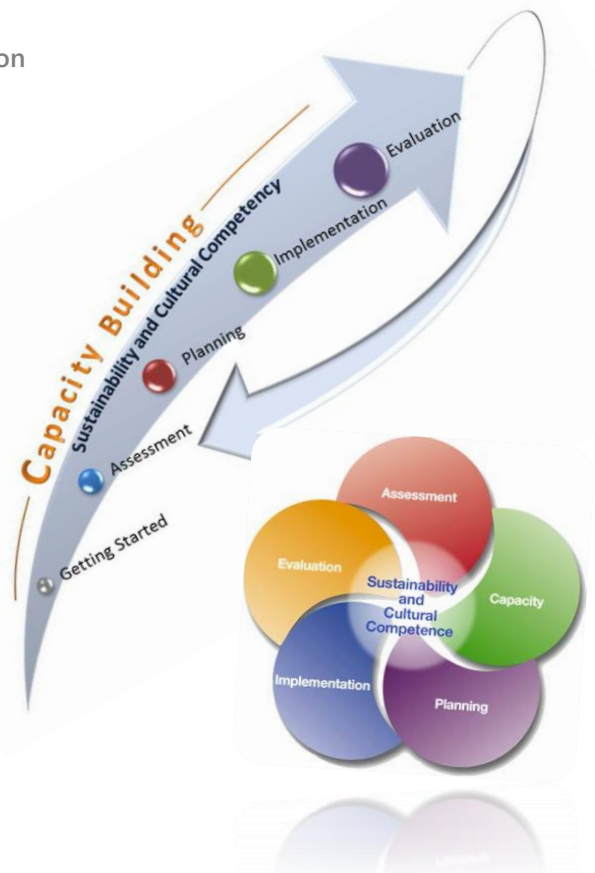 on
Evaluation
Implementation
Capacity Building
Sustainability and Cultural Competency
Planning
Assessment
Getting Started
Assessment
Evaluation
Capacity
Sustainability
and
Cultural
Competence
Implementation
Planning